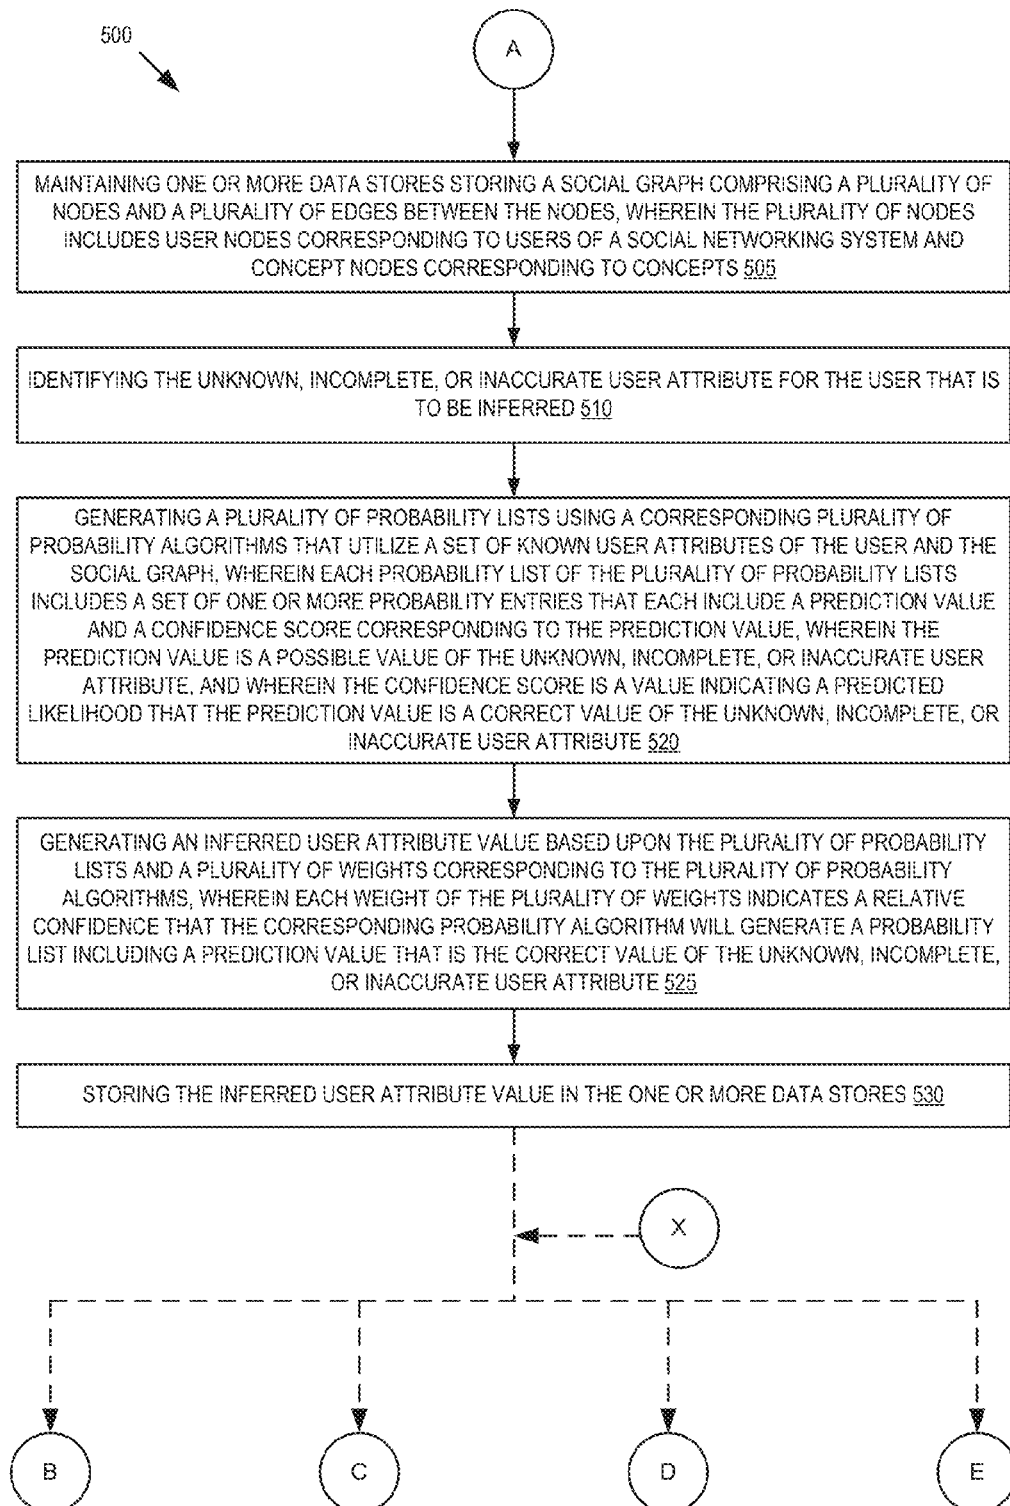 500
A
MAINTAINING ONE OR MORE DATA STORES STORING A SOCIAL GRAPH COMPRISING A PLURALITY OF
NODES AND A PLURALITY OF EDGES BETWEEN THE NODES, WHEREIN THE PLURALITY OF NODES
INCLUDES USER NODES CORRESPONDING TO USERS OF A SOCIAL NETWORKING SYSTEM AND
CONCEPT NODES CORRESPONDING TO CONCEPTS 505
IDENTIFYING THE UNKNOWN, INCOMPLETE, OR INACCURATE USER ATTRIBUTE FOR THE USER THAT IS
TO BE INFERRED 510
GENERATING A PLURALITY OF PROBABILITY LISTS USING A CORRESPONDING PLURALITY OF
PROBABILITY ALGORITHMS THAT UTILIZE A SET OF KNOWN USER ATTRIBUTES OF THE USER AND THE
SOCIAL GRAPH, WHEREIN EACH PROBABILITY LIST OF THE PLURALITY OF PROBABILITY LISTS
INCLUDES A SET OF ONE OR MORE PROBABILITY ENTRIES THAT EACH INCLUDE A PREDICTION VALUE
AND A CONFIDENCE SCORE CORRESPONDING TO THE PREDICTION VALUE, WHEREIN THE
PREDICTION VALUE IS A POSSIBLE VALUE OF THE UNKNOWN, INCOMPLETE, OR INACCURATE USER
ATTRIBUTE, AND WHEREIN THE CONFIDENCE SCORE IS A VALUE INDICATING A PREDICTED
LIKELIHOOD THAT THE PREDICTION VALUE IS A CORRECT VALUE OF THE UNKNOWN, INCOMPLETE, OR
INACCURATE USER ATTRIBUTE 520
GENERATING AN INFERRED USER ATTRIBUTE VALUE BASED UPON THE PLURALITY OF PROBABILITY
LISTS AND A PLURALITY OF WEIGHTS CORRESPONDING TO THE PLURALITY OF PROBABILITY
ALGORITHMS, WHEREIN EACH WEIGHT OF THE PLURALITY OF WEIGHTS INDICATES A RELATIVE
CONFIDENCE THAT THE CORRESPONDING PROBABILITY ALGORITHM WILL GENERATE A PROBABILITY
LIST INCLUDING A PREDICTION VALUE THAT IS THE CORRECT VALUE OF THE UNKNOWN, INCOMPLETE,
OR INACCURATE USER ATTRIBUTE 525
STORING THE INFERRED USER ATTRIBUTE VALUE IN THE ONE OR MORE DATA STORES 530
X
B
C
D
E